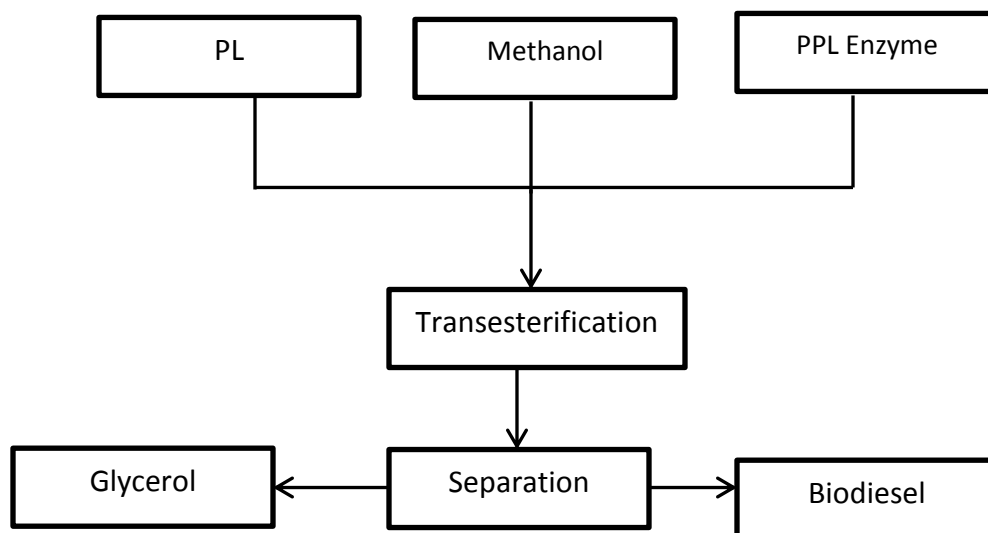 PL
Methanol
PPL Enzyme
Transesterification
Glycerol
Separation
Biodiesel